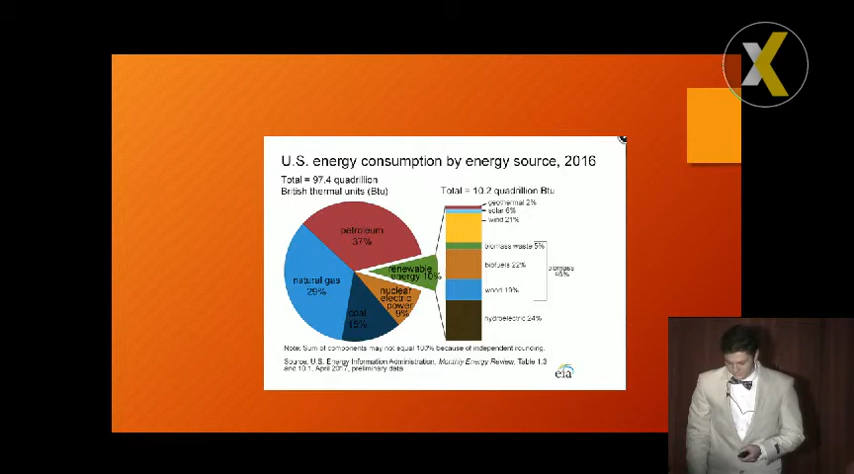 X
U.S. energy consumption by energy source, 2016
Total = 97.4 quadrillion
British thermal units (Btu)
Total = 10.2 quadrillion Btu
geothermal 2%
solar 6%
wind 21%
biomass waste 5%
biofuels 22%
wood 19%
hydroelectric 24%
biomass
46%
petroleum
37%
natural gas
29%
coal
15%
nuclear
electric
power
9%
renewable
energy 10%
Note: Sum of components may not equal 100% because of independent rounding.
Source: U.S. Energy Information Administration, Monthly Energy Review, Table 1.3
and 10.1, April 2017, preliminary data
eia